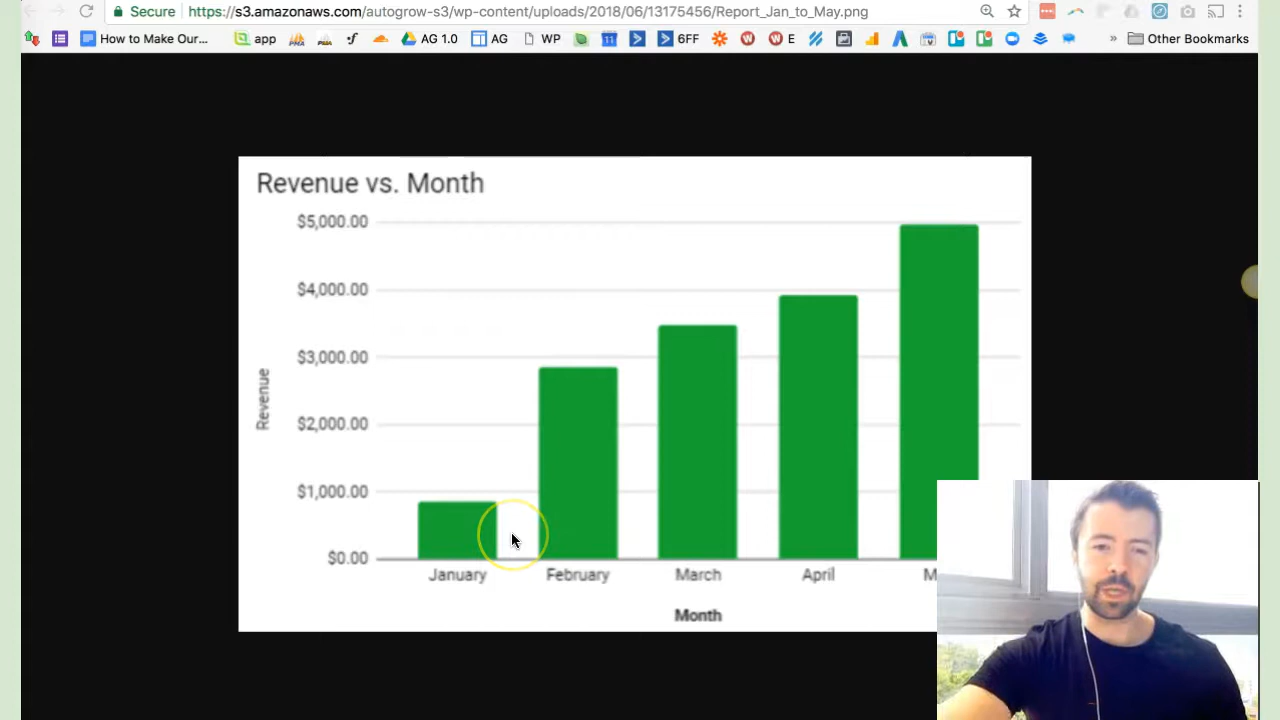 Secure https://s3.amazonaws.com/autogrow-s3/wp-content/uploads/2018/06/13175456/Report_Jan_to_May.png
How to Make Our... app AG 1.0 AG WP 11 6FF E » Other Bookmarks
Revenue vs. Month
$5,000.00
$4,000.00
$3,000.00
$2,000.00
$1,000.00
$0.00
Revenue
January February March April M
Month